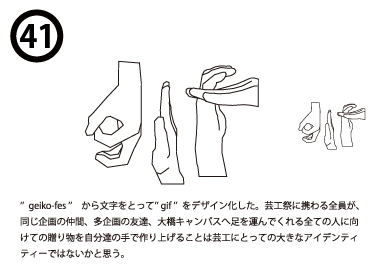 41
” geiko-fes ” から文字をとって”gif“ をデザイン化した。芸工祭に携わる全員が、
同じ企画の仲間、多企画の友達、大橋キャンパスへ足を運んでくれる全ての人に向
けての贈り物を自分達の手で作り上げることは芸工にとっての大きなアイデンティ
ティーではないかと思う。